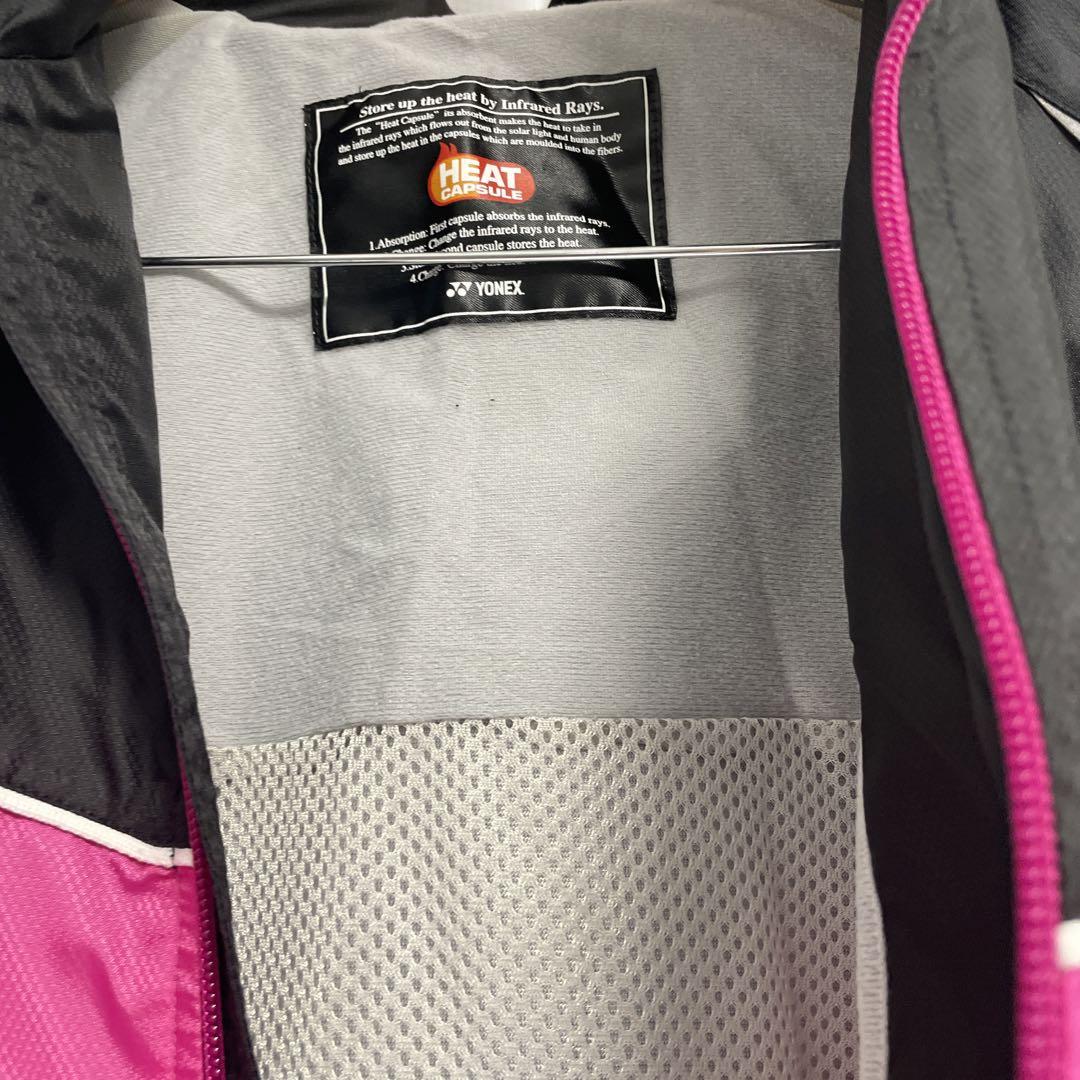 Store up the heat by Infrared Rays.
The "Heat Capsule" its absorbent makes the heat to take in
the infrared rays which flows out from the solar light and human body
and store up the heat in the capsules which are moulded into the fibers.
HEAT
CAPSULE
1.Absorption: First capsule absorbs the infrared rays.
Change: Change the infrared rays to the heat.
second capsule stores the heat.
YONEX